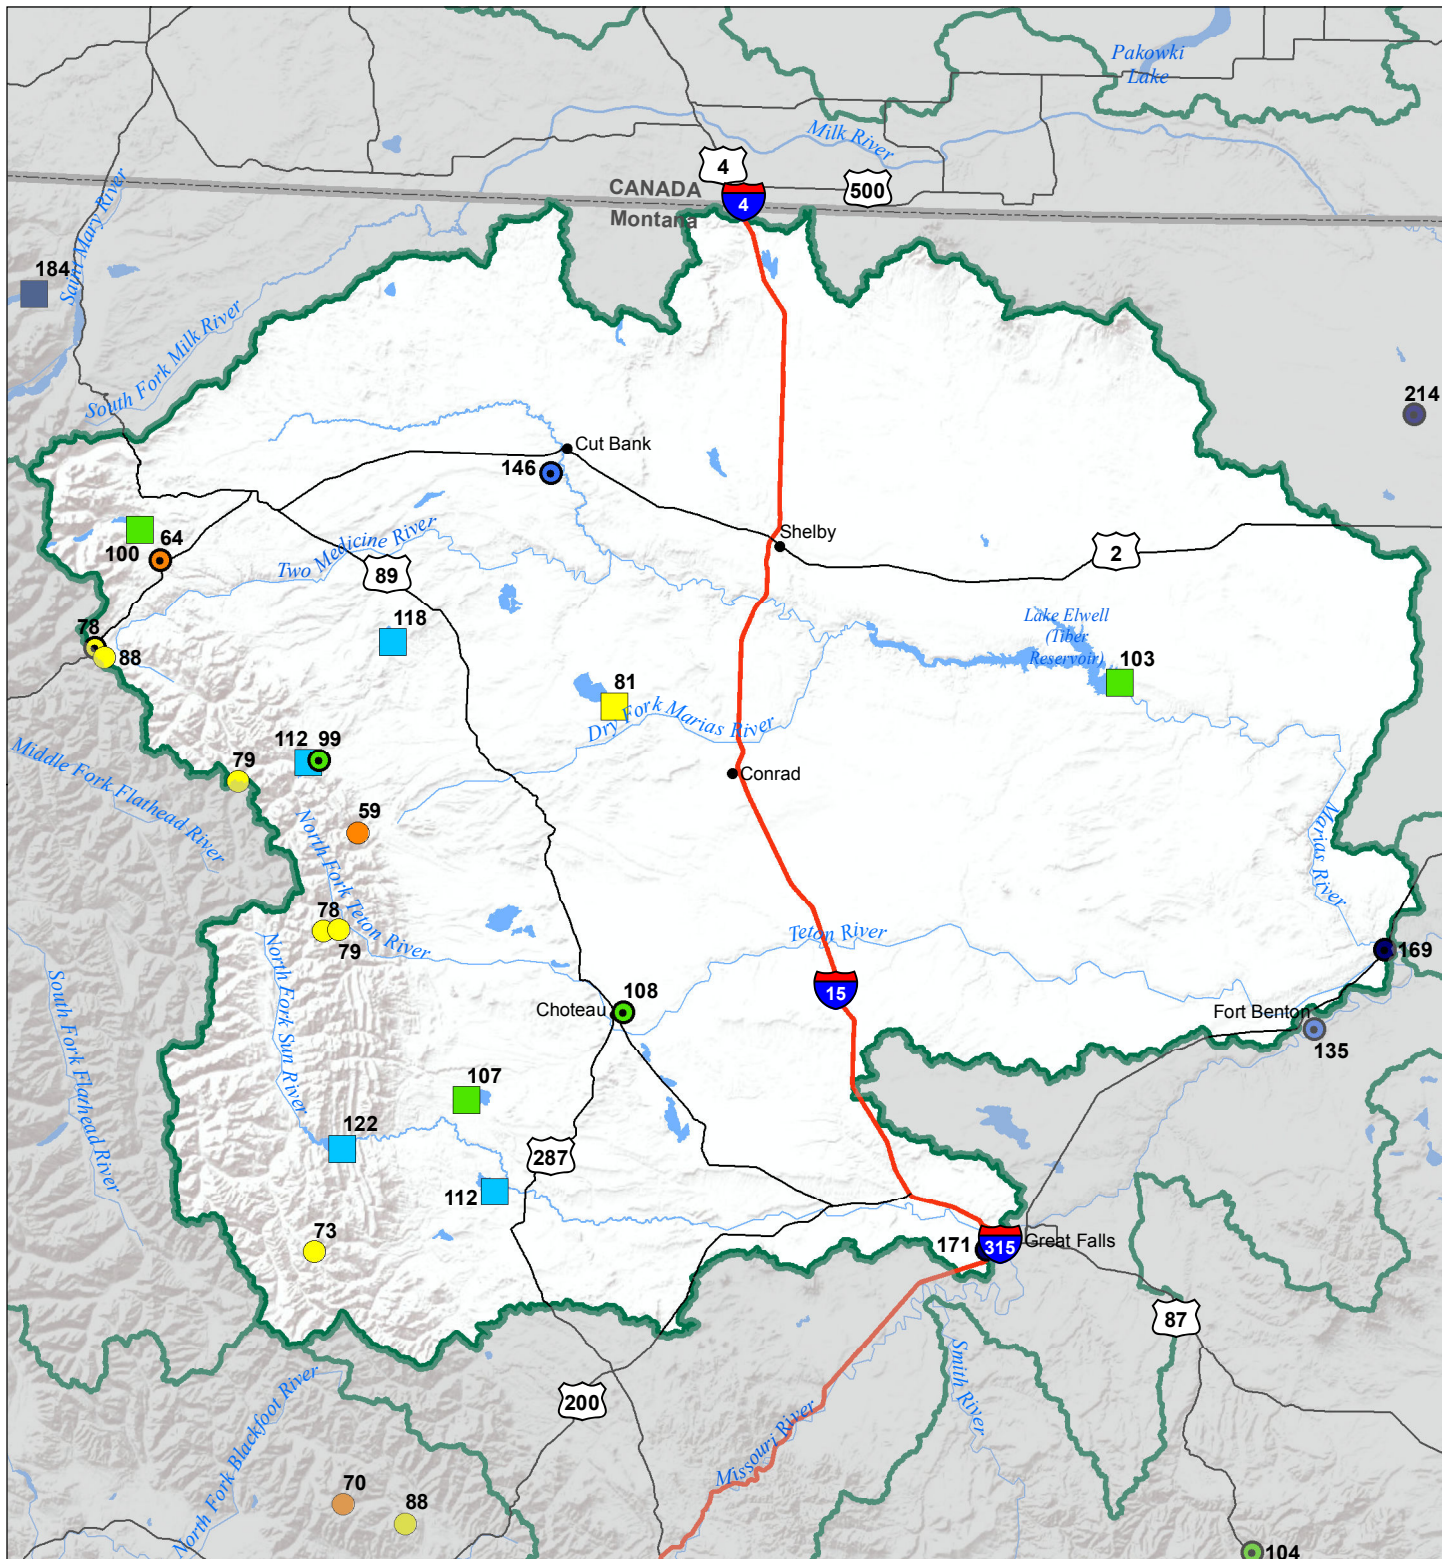 Pakowki
Lake
Milk River
4
500
CANADA
4
Montana
Saint Mary River
184
South Fork Milk River
214
Cut Bank
146
Shelby
64
100
Two Medicine River
2
89
Lake Elwell
(Tiber
Reservoir)
118
78
88
103
81
Dry Fork Marias River
Middle Fork Flathead River
112
99
79
Conrad
59
North Fork Teton River
Marias River
78
79
Teton River
169
North Fork Sun River
South Fork Flathead River
15
108
Choteau
Fort Benton
135
107
122
287
112
73
171
315
Great Falls
87
Smith River
200
Missouri River
North Fork Blackfoot River
70
88
104